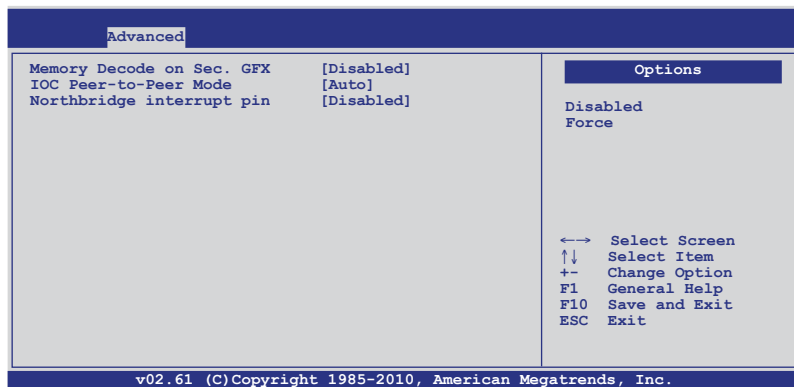 Advanced
Memory Decode on Sec. GFX [Disabled]
IOC Peer-to-Peer Mode [Auto]
Northbridge interrupt pin [Disabled]
Options
Disabled
Force
←→ Select Screen
↑↓ Select Item
+- Change Option
F1 General Help
F10 Save and Exit
ESC Exit
v02.61 (C)Copyright 1985-2010, American Megatrends, Inc.